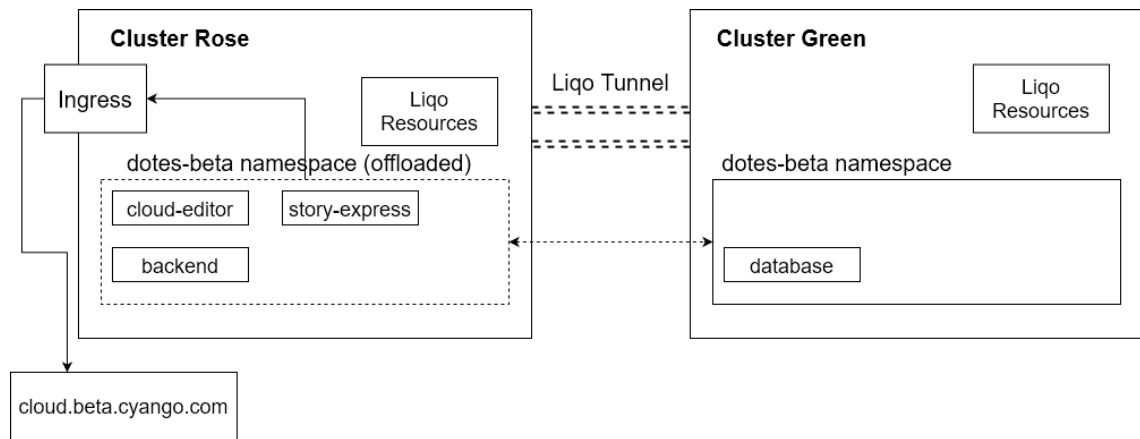 Cluster Rose
Cluster Green
Ingress
Liqo
Resources
Liqo Tunnel
Liqo
Resources
dotes-beta namespace (offloaded)
dotes-beta namespace
cloud-editor
story-express
backend
database
cloud.beta.cyango.com